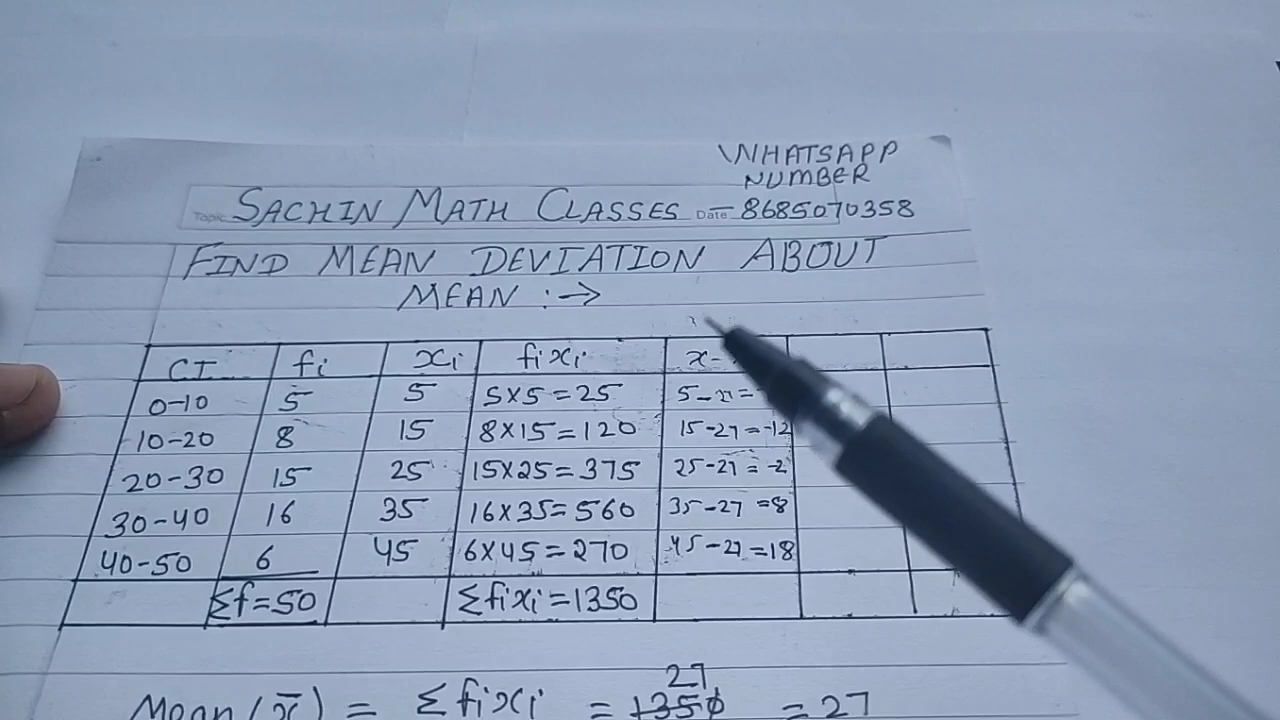 WHATSAPP
NUMBER
Topic SACHIN MATH CLASSES Date - 8685070358
FIND MEAN DEVIATION ABOUT
MEAN :→
CI fi xi fixi x-
0-10 5 5 5×5=25 5-27=
10-20 8 15 8×15=120 15-27=-12
20-30 15 25 15×25=375 25-27=-2
30-40 16 35 16×35=560 35-27=8
40-50 6 45 6×45=270 45-27=18
Σf=50 Σfixi=1350
27
Mean(x̄) = Σfixi = 1350 = 27